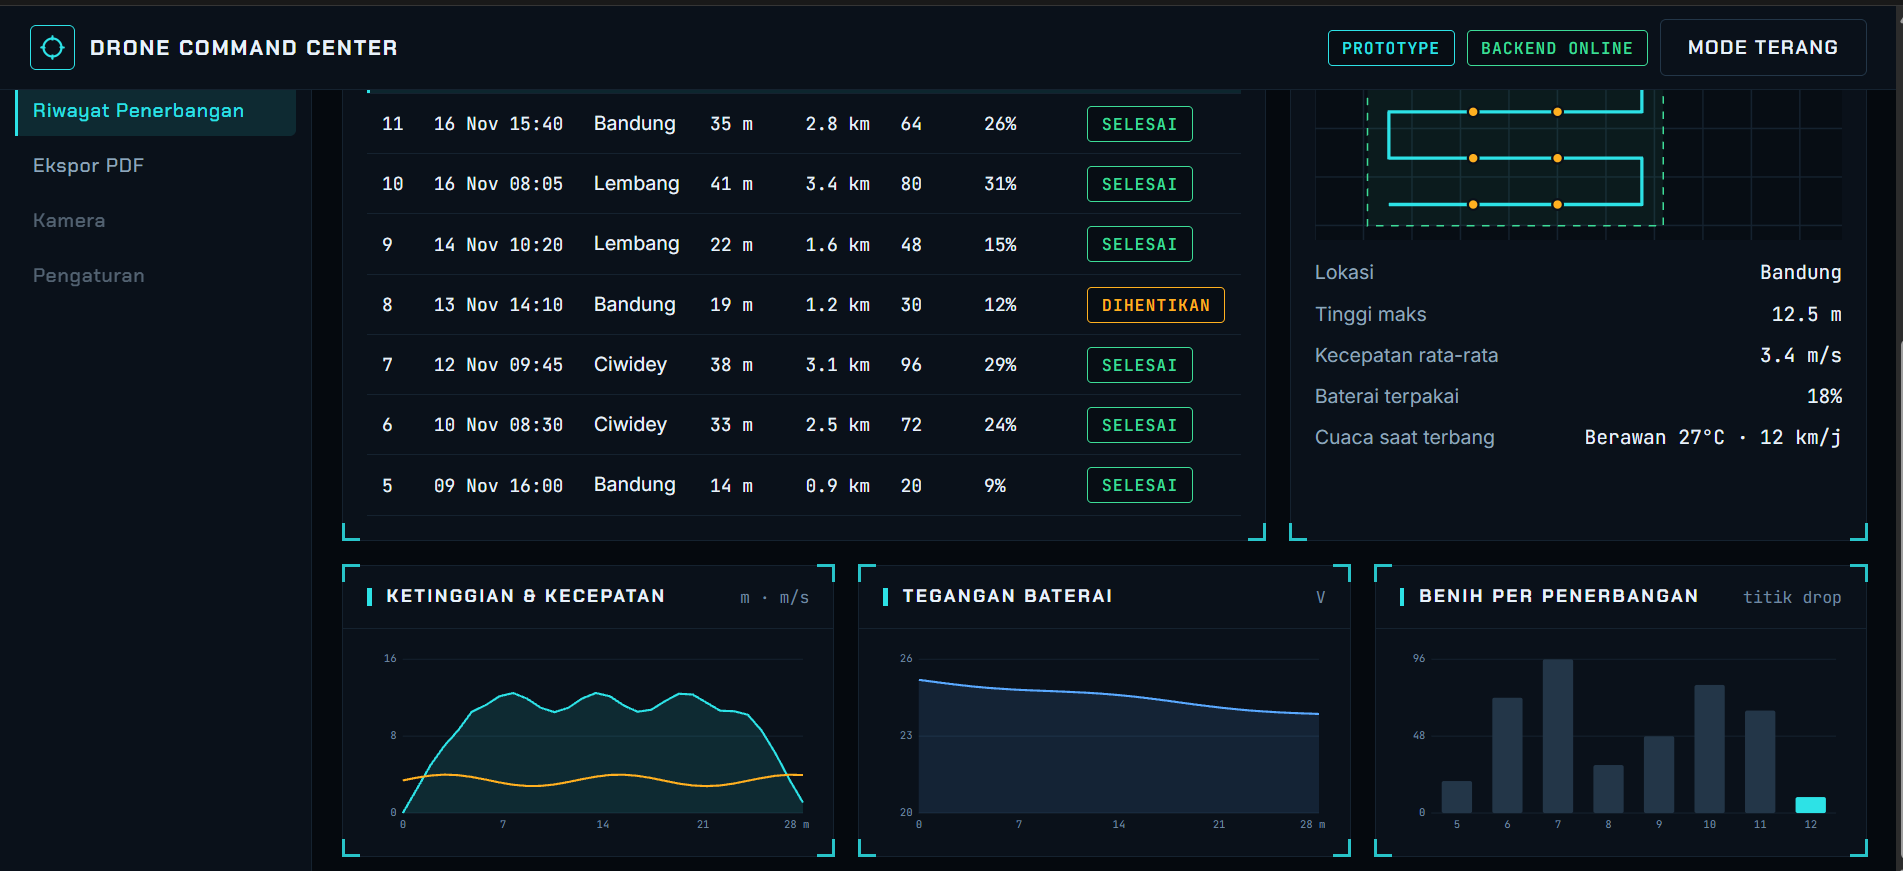 DRONE COMMAND CENTER
PROTOTYPE
BACKEND ONLINE
MODE TERANG
Riwayat Penerbangan
Ekspor PDF
Kamera
Pengaturan
11 16 Nov 15:40 Bandung 35 m 2.8 km 64 26% SELESAI
10 16 Nov 08:05 Lembang 41 m 3.4 km 80 31% SELESAI
9 14 Nov 10:20 Lembang 22 m 1.6 km 48 15% SELESAI
8 13 Nov 14:10 Bandung 19 m 1.2 km 30 12% DIHENTIKAN
7 12 Nov 09:45 Ciwidey 38 m 3.1 km 96 29% SELESAI
6 10 Nov 08:30 Ciwidey 33 m 2.5 km 72 24% SELESAI
5 09 Nov 16:00 Bandung 14 m 0.9 km 20 9% SELESAI
Lokasi Bandung
Tinggi maks 12.5 m
Kecepatan rata-rata 3.4 m/s
Baterai terpakai 18%
Cuaca saat terbang Berawan 27°C · 12 km/j
KETINGGIAN & KECEPATAN m · m/s
16
8
0
0 7 14 21 28 m
TEGANGAN BATERAI V
26
23
20
0 7 14 21 28 m
BENIH PER PENERBANGAN titik drop
96
48
0
5 6 7 8 9 10 11 12